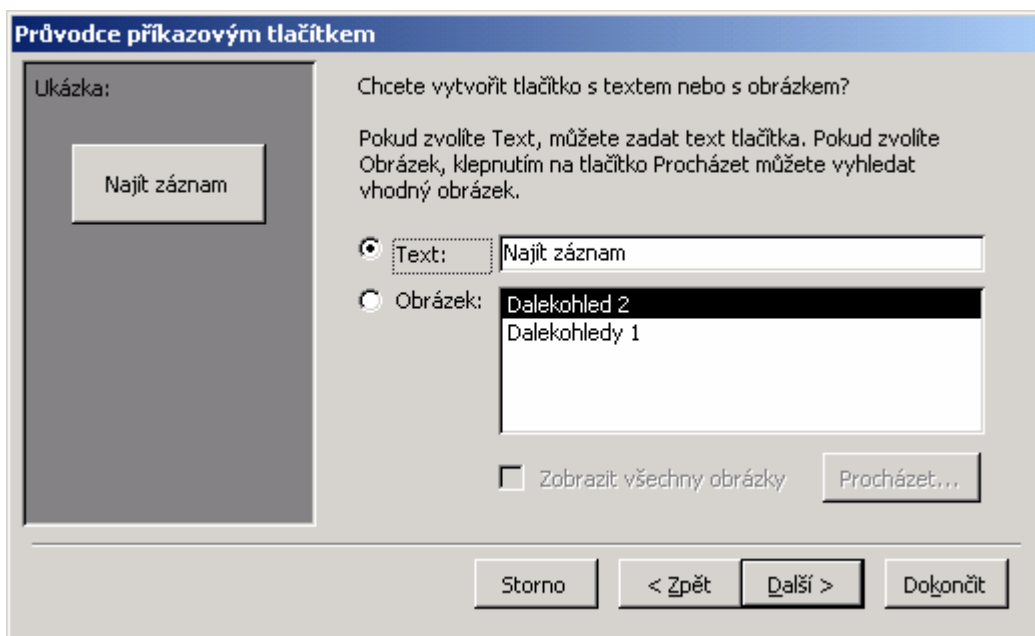 Průvodce příkazovým tlačítkem
Ukázka:
Najít záznam
Chcete vytvořit tlačítko s textem nebo s obrázkem?
Pokud zvolíte Text, můžete zadat text tlačítka. Pokud zvolíte
Obrázek, klepnutím na tlačítko Procházet můžete vyhledat
vhodný obrázek.
Text: Najít záznam
Obrázek: Dalekohled 2
Dalekohledy 1
Zobrazit všechny obrázky Procházet...
Storno < Zpět Další > Dokončit